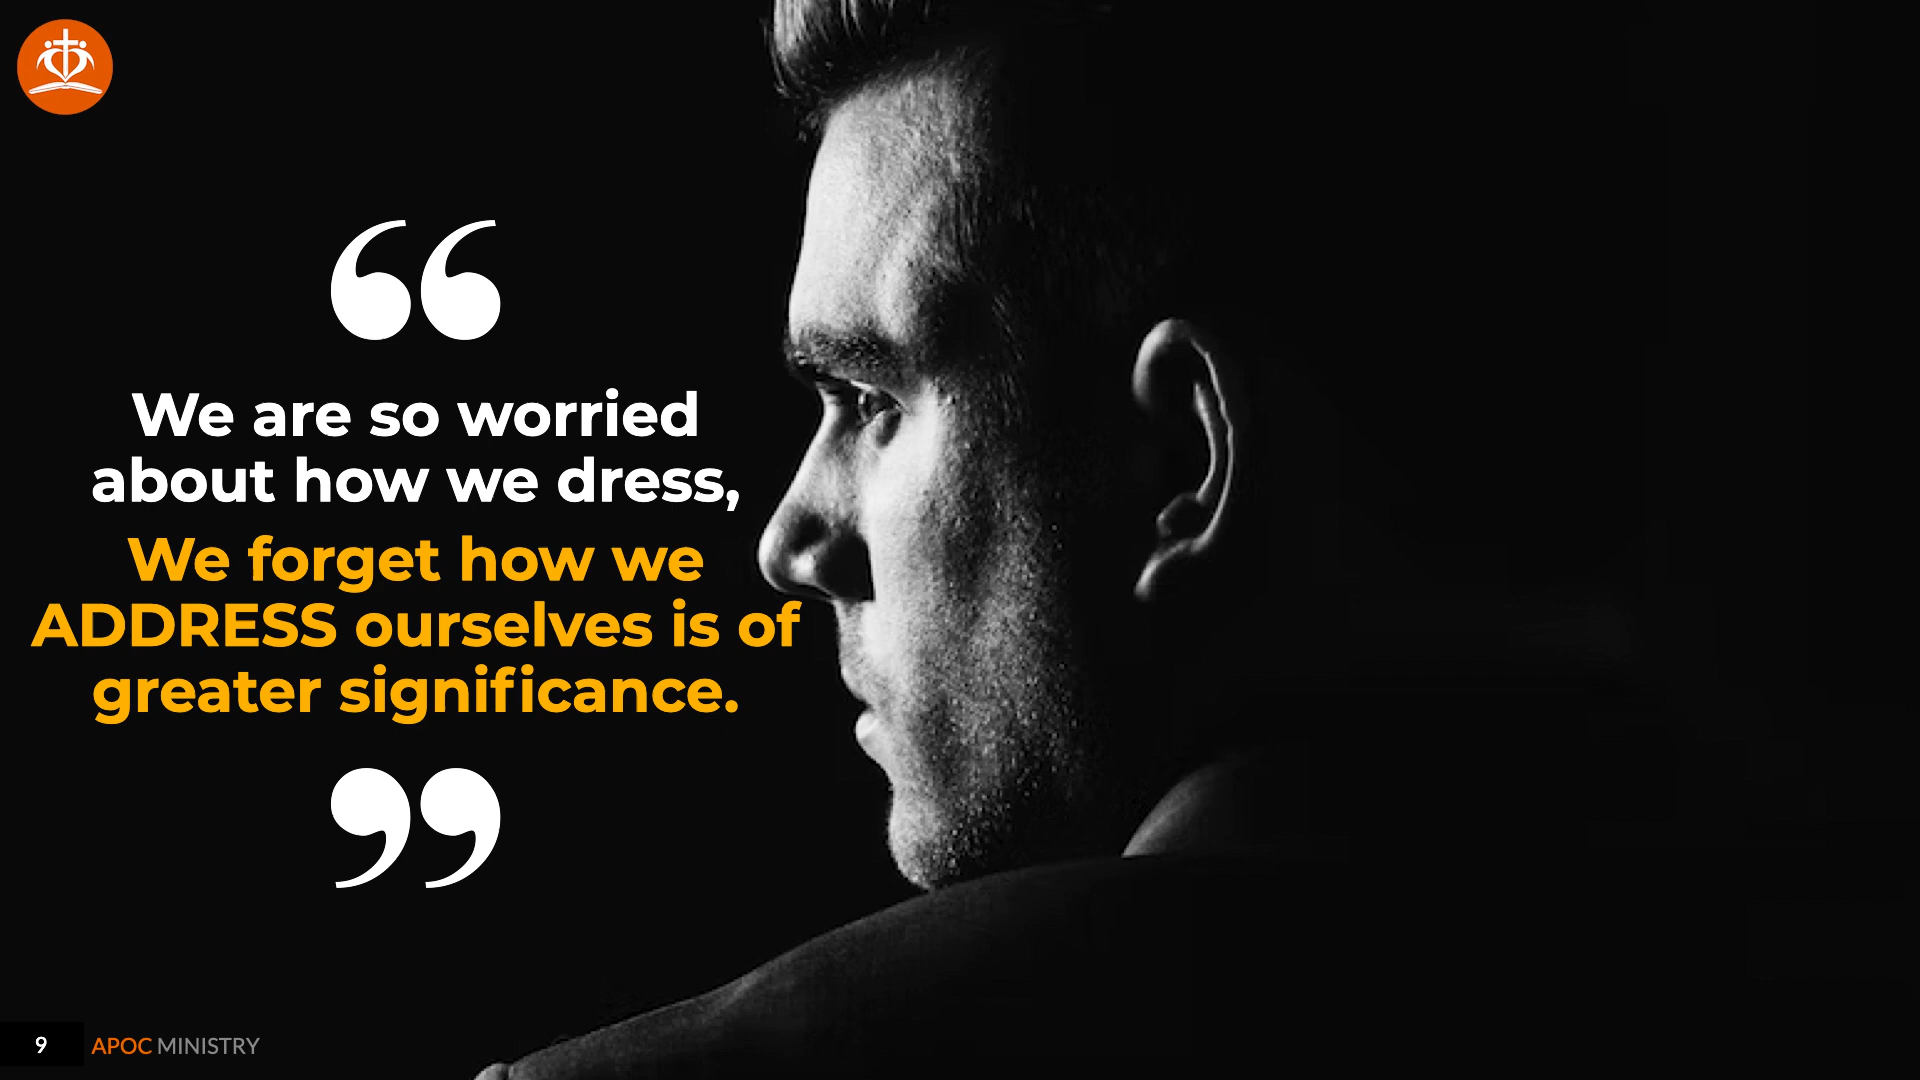 “
We are so worried
about how we dress,
We forget how we
ADDRESS ourselves is of
greater significance.
”
9
APOC MINISTRY